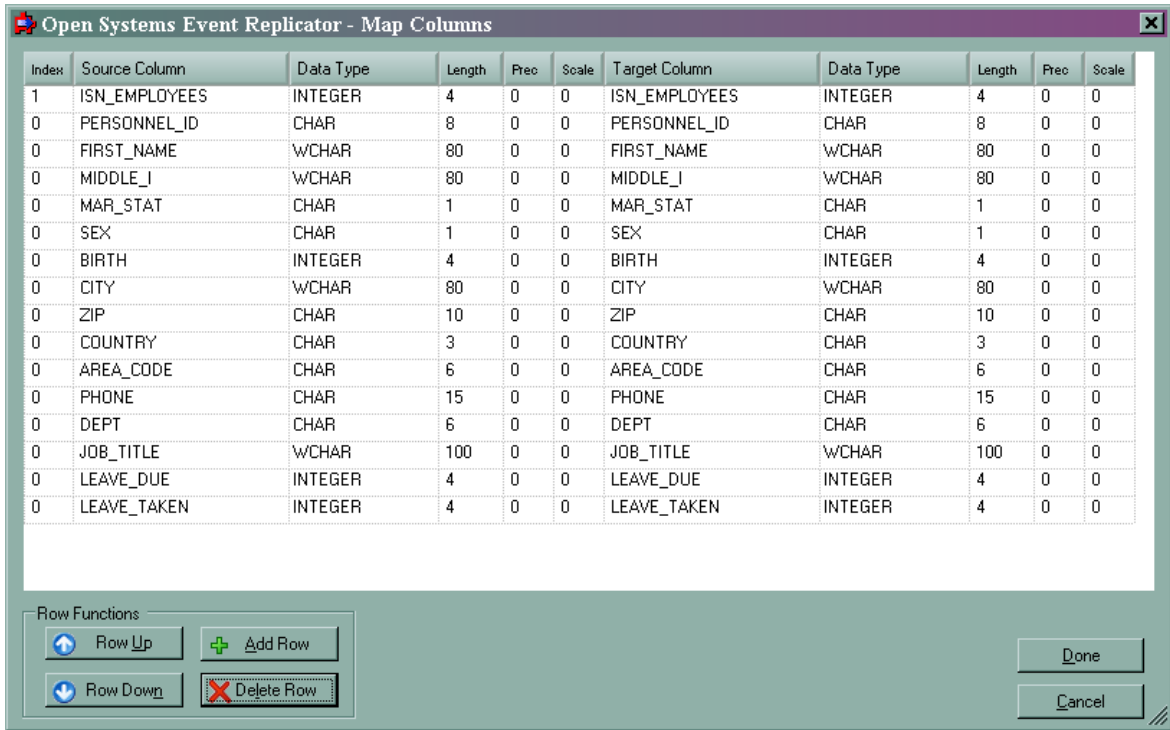 Open Systems Event Replicator - Map Columns
Index Source Column Data Type Length Prec Scale Target Column Data Type Length Prec Scale
1 ISN_EMPLOYEES INTEGER 4 0 0 ISN_EMPLOYEES INTEGER 4 0 0
0 PERSONNEL_ID CHAR 8 0 0 PERSONNEL_ID CHAR 8 0 0
0 FIRST_NAME WCHAR 80 0 0 FIRST_NAME WCHAR 80 0 0
0 MIDDLE_I WCHAR 80 0 0 MIDDLE_I WCHAR 80 0 0
0 MAR_STAT CHAR 1 0 0 MAR_STAT CHAR 1 0 0
0 SEX CHAR 1 0 0 SEX CHAR 1 0 0
0 BIRTH INTEGER 4 0 0 BIRTH INTEGER 4 0 0
0 CITY WCHAR 80 0 0 CITY WCHAR 80 0 0
0 ZIP CHAR 10 0 0 ZIP CHAR 10 0 0
0 COUNTRY CHAR 3 0 0 COUNTRY CHAR 3 0 0
0 AREA_CODE CHAR 6 0 0 AREA_CODE CHAR 6 0 0
0 PHONE CHAR 15 0 0 PHONE CHAR 15 0 0
0 DEPT CHAR 6 0 0 DEPT CHAR 6 0 0
0 JOB_TITLE WCHAR 100 0 0 JOB_TITLE WCHAR 100 0 0
0 LEAVE_DUE INTEGER 4 0 0 LEAVE_DUE INTEGER 4 0 0
0 LEAVE_TAKEN INTEGER 4 0 0 LEAVE_TAKEN INTEGER 4 0 0
Row Functions
Row Up Add Row
Row Down Delete Row
Done
Cancel